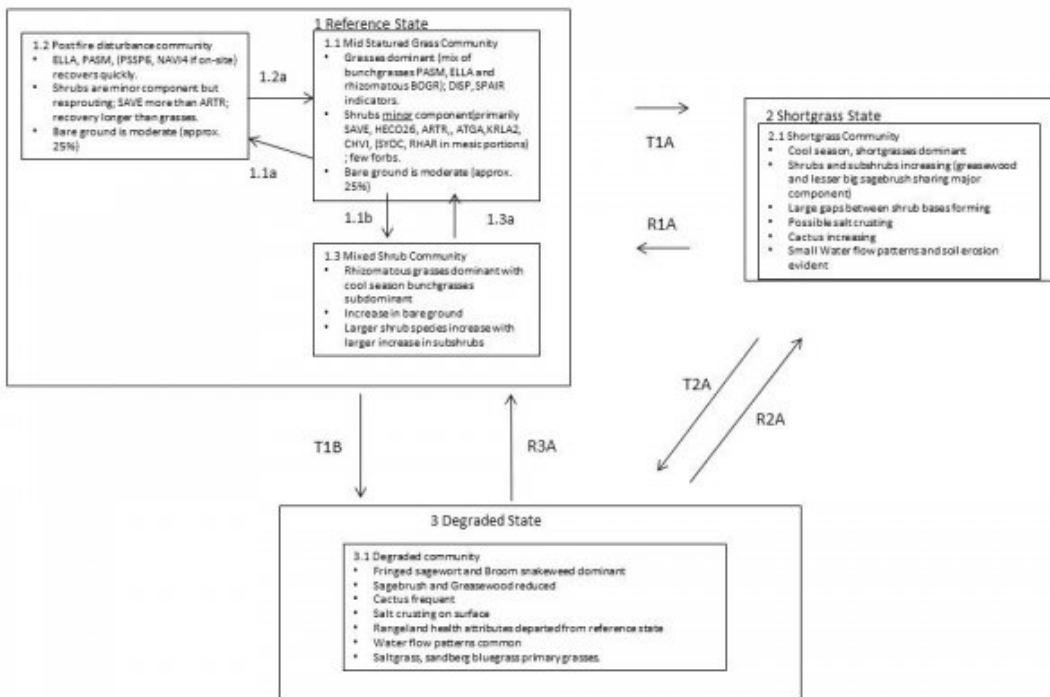 1 Reference State
1.2 Postfire disturbance community
• ELLA, PASM, (PSSP6, NAVI4 if on-site)
recovers quickly.
• Shrubs are minor component but
resprouting; SAVE more than ARTR;
recovery longer than grasses.
• Bare ground is moderate (approx.
25%)
1.2a
1.1a
1.1 Mid Statured Grass Community
• Grasses dominant (mix of
bunchgrasses PASM, ELLA and
rhizomatous BOGR); DISP, SPAIR
indicators.
• Shrubs minor component(primarily
SAVE, HECO26, ARTR,, ATGA,KRLA2,
CHVI, (SYOC, RHAR in mesic portions)
; few forbs.
• Bare ground is moderate (approx.
25%)
1.1b
1.3a
1.3 Mixed Shrub Community
• Rhizomatous grasses dominant with
cool season bunchgrasses
subdominant
• Increase in bare ground
• Larger shrub species increase with
larger increase in subshrubs
T1A
R1A
2 Shortgrass State
2.1 Shortgrass Community
• Cool season, shortgrasses dominant
• Shrubs and subshrubs increasing (greasewood
and lesser big sagebrush sharing major
component)
• Large gaps between shrub bases forming
• Possible salt crusting
• Cactus increasing
• Small Water flow patterns and soil erosion
evident
T2A
R2A
T1B
R3A
3 Degraded State
3.1 Degraded community
• Fringed sagewort and Broom snakeweed dominant
• Sagebrush and Greasewood reduced
• Cactus frequent
• Salt crusting on surface
• Rangeland health attributes departed from reference state
• Water flow patterns common
• Saltgrass, sandberg bluegrass primary grasses.